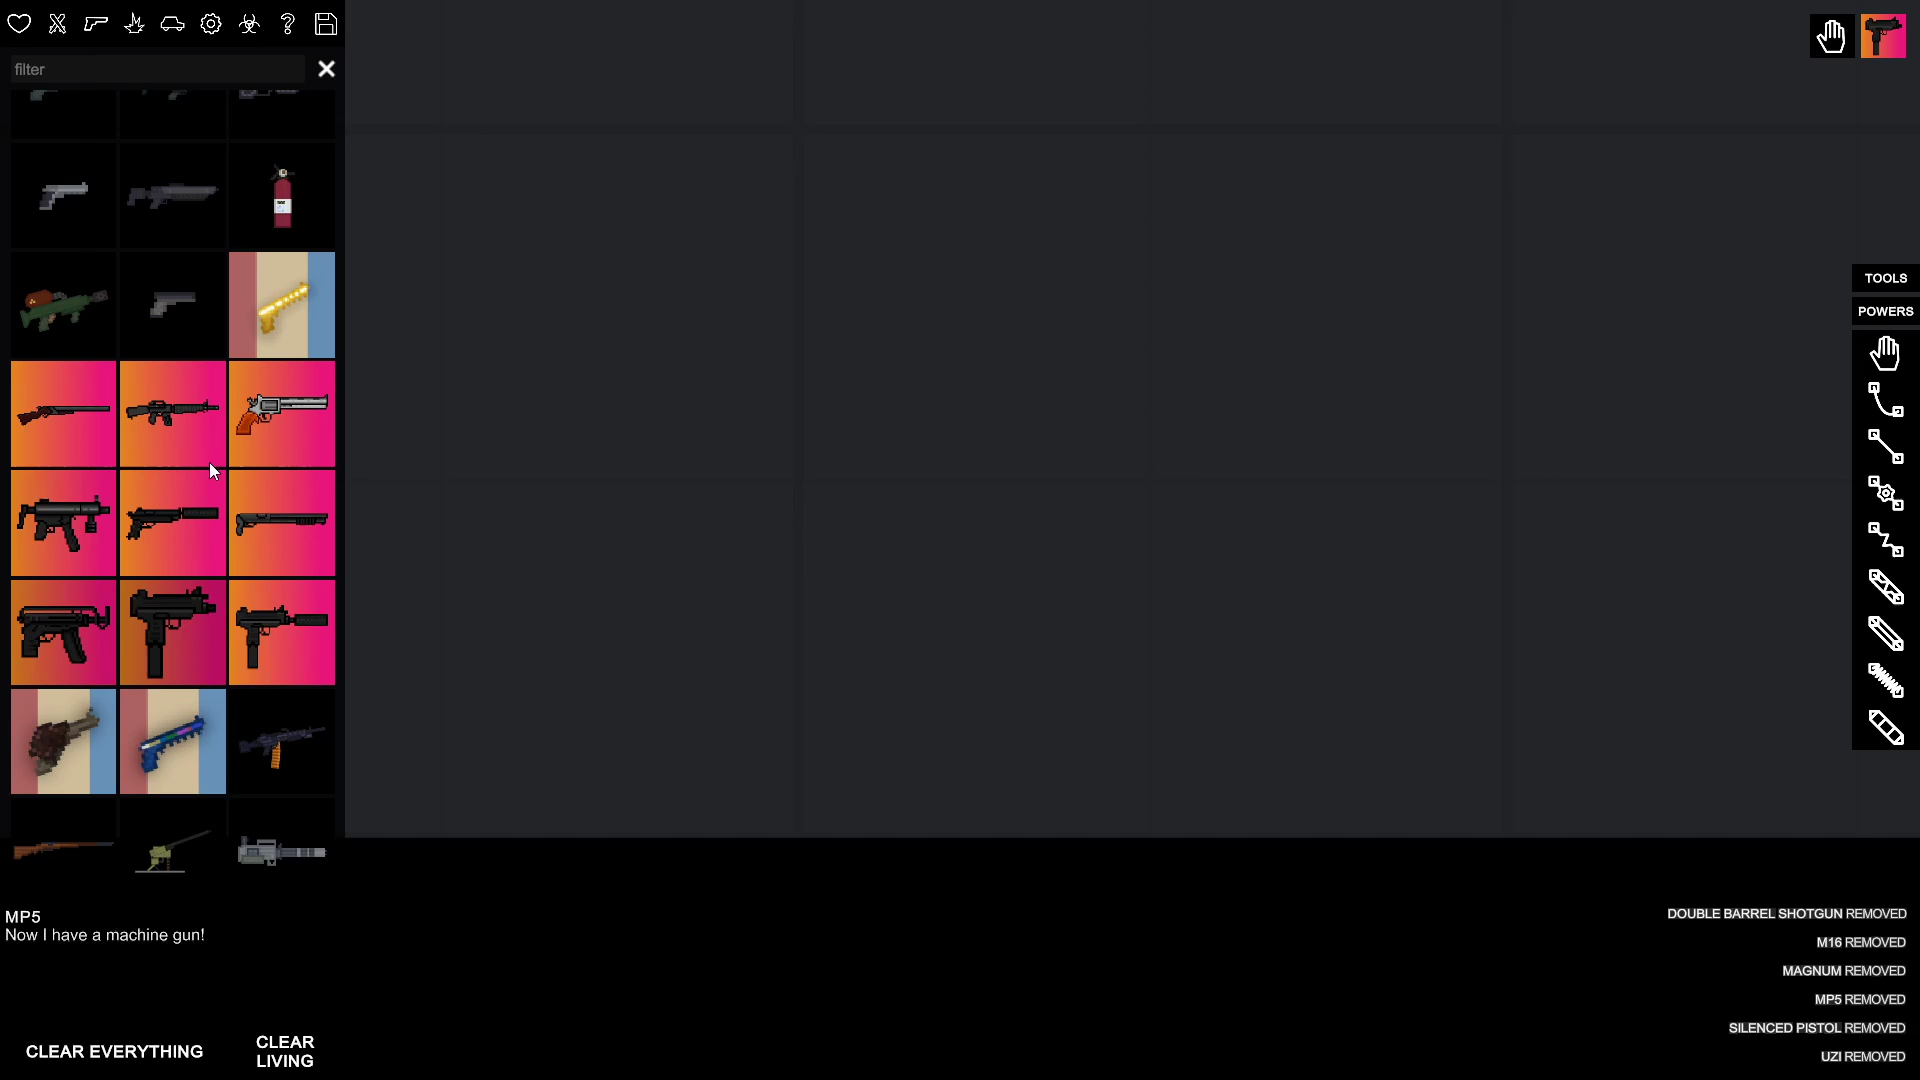 filter
TOOLS
POWERS
MP5
Now I have a machine gun!
CLEAR EVERYTHING
CLEAR
LIVING
DOUBLE BARREL SHOTGUN REMOVED
M16 REMOVED
MAGNUM REMOVED
MP5 REMOVED
SILENCED PISTOL REMOVED
UZI REMOVED